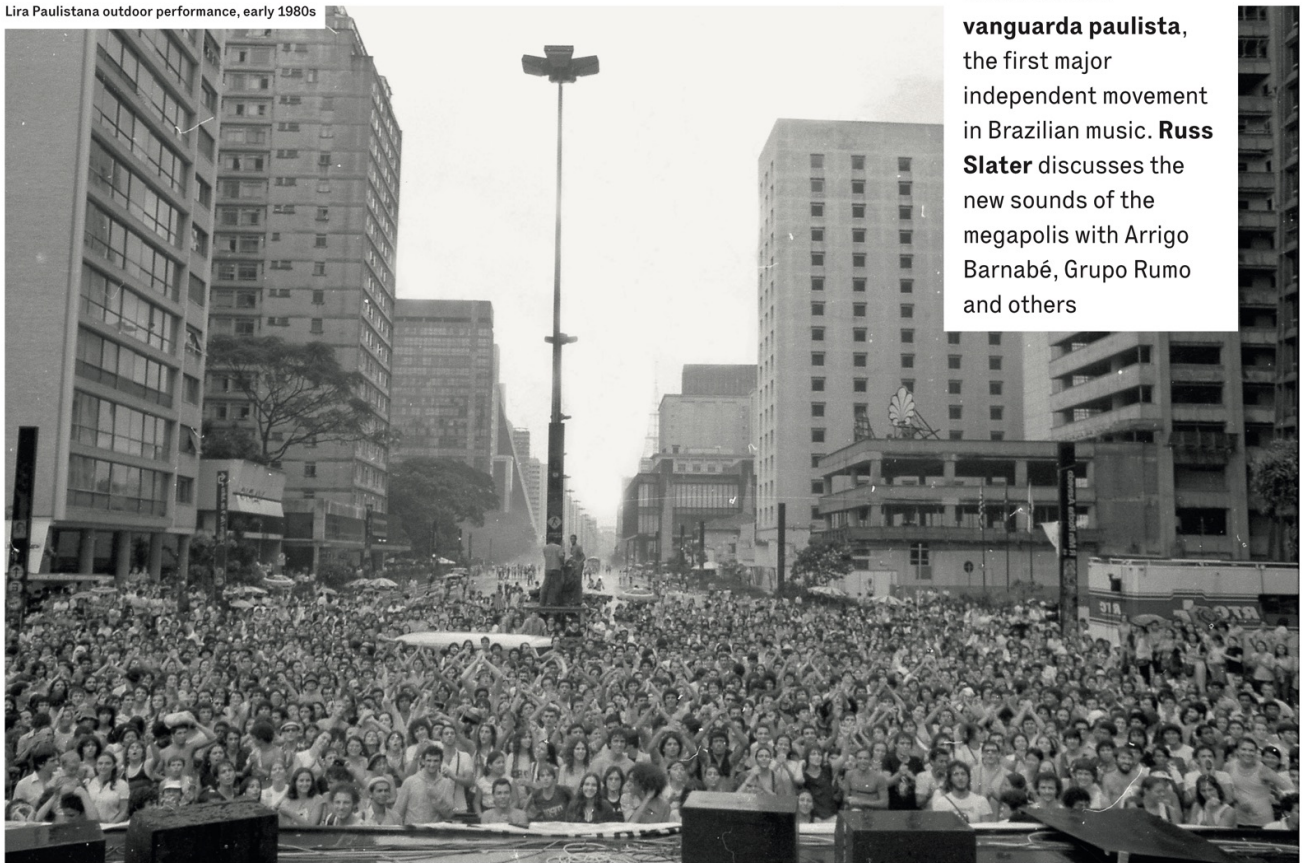 Lira Paulistana outdoor performance, early 1980s
vanguarda paulista,
the first major
independent movement
in Brazilian music. Russ
Slater discusses the
new sounds of the
megapolis with Arrigo
Barnabé, Grupo Rumo
and others